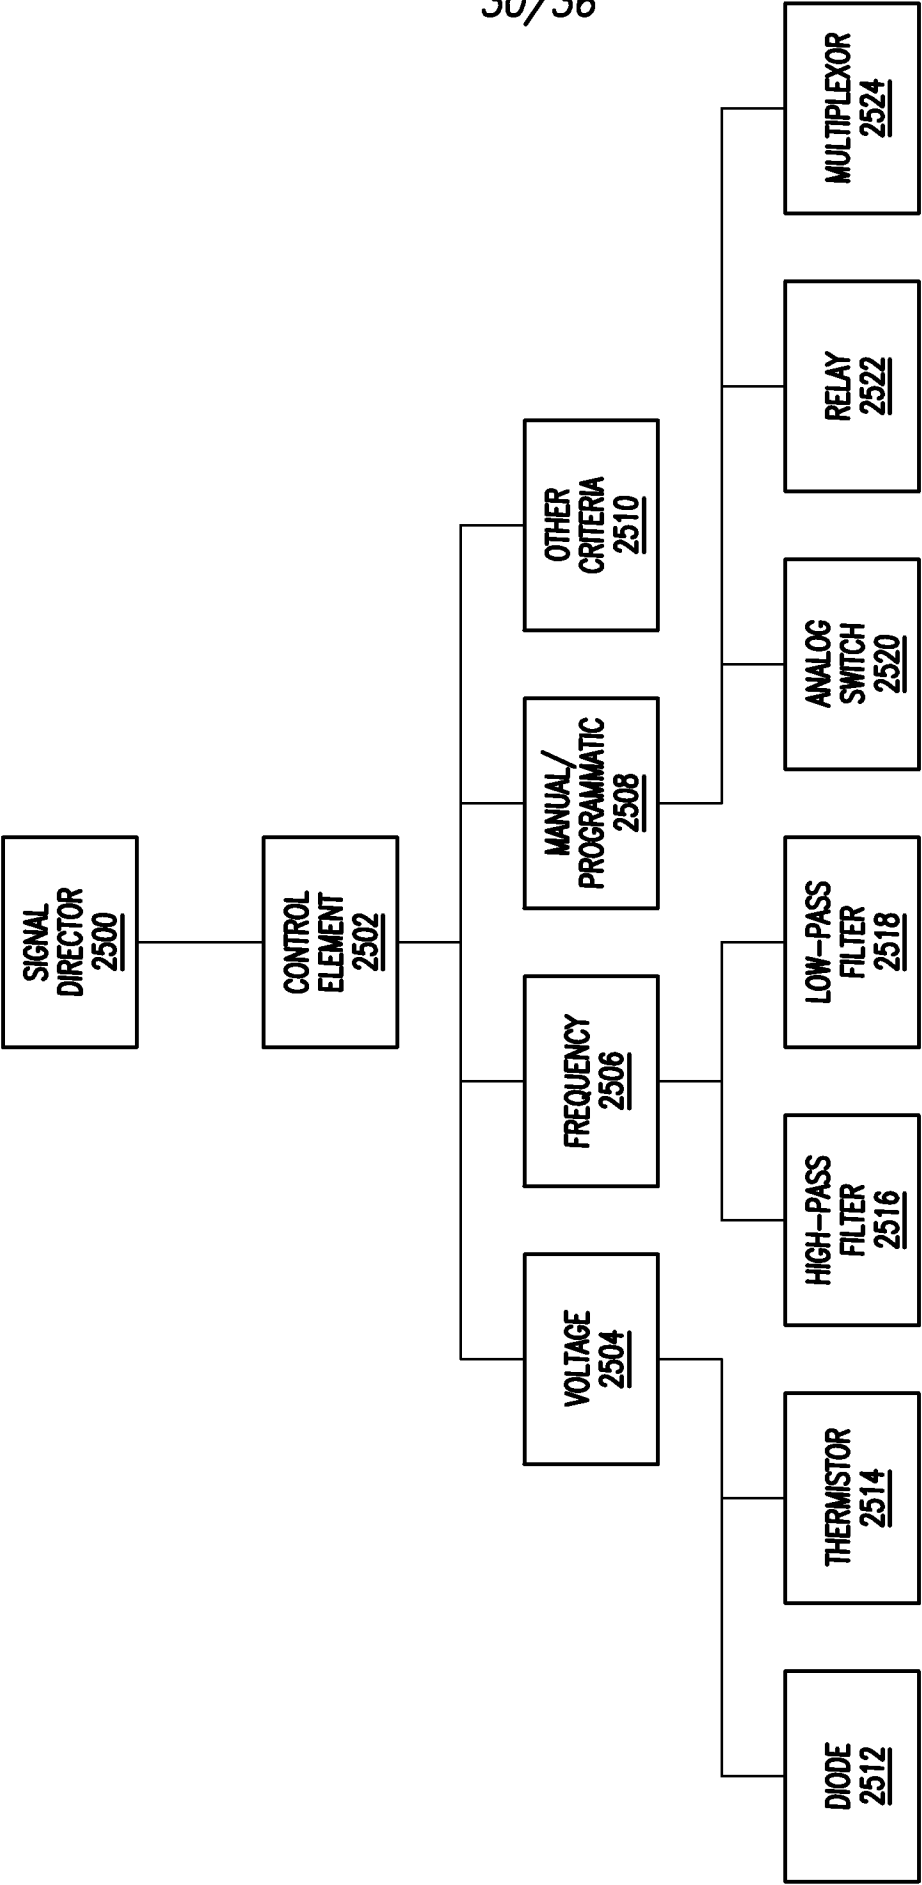 30/36
SIGNAL
DIRECTOR
2500
CONTROL
ELEMENT
2502
VOLTAGE
2504
FREQUENCY
2506
MANUAL/
PROGRAMMATIC
2508
OTHER
CRITERIA
2510
DIODE
2512
THERMISTOR
2514
HIGH-PASS
FILTER
2516
LOW-PASS
FILTER
2518
ANALOG
SWITCH
2520
RELAY
2522
MULTIPLEXOR
2524